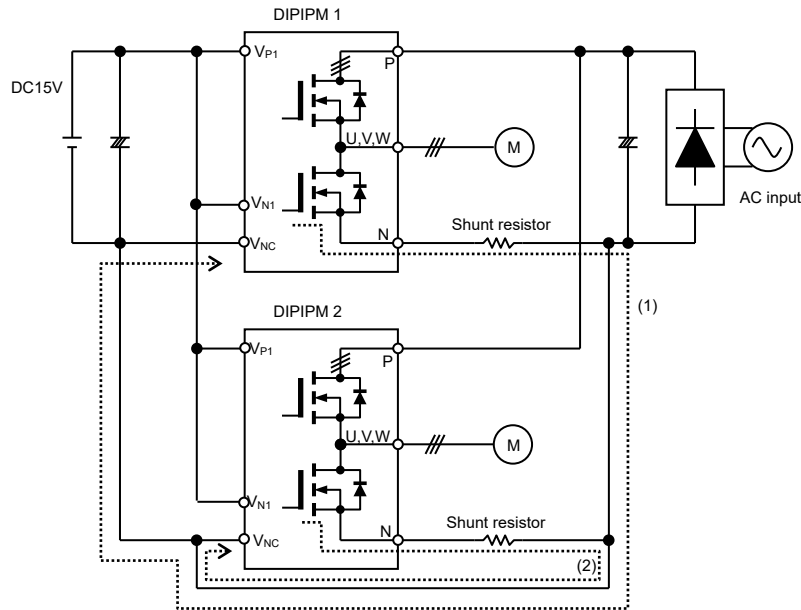 DIPIPM 1
DC15V
VP1
P
U,V,W
M
AC input
VN1
VNC
N
Shunt resistor
(1)
DIPIPM 2
VP1
P
U,V,W
M
VN1
VNC
N
Shunt resistor
(2)